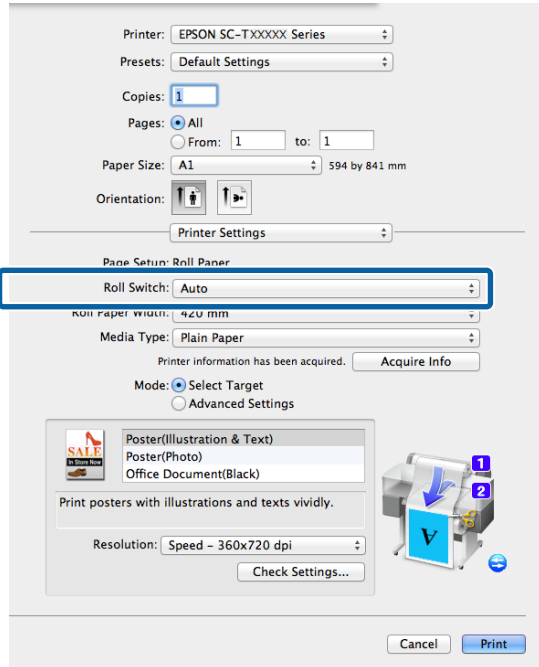 Printer: EPSON SC-TXXXXX Series
Presets: Default Settings
Copies: 1
Pages: All
From: 1 to: 1
Paper Size: A1 594 by 841 mm
Orientation:
Printer Settings
Page Setup: Roll Paper
Roll Switch: Auto
Roll Paper Width: 420 mm
Media Type: Plain Paper
Printer information has been acquired. Acquire Info
Mode: Select Target
Advanced Settings
SALE
In Store Now
Poster(Illustration & Text)
Poster(Photo)
Office Document(Black)
Print posters with illustrations and texts vividly.
Resolution: Speed – 360x720 dpi
Check Settings...
1
2
A
Cancel Print